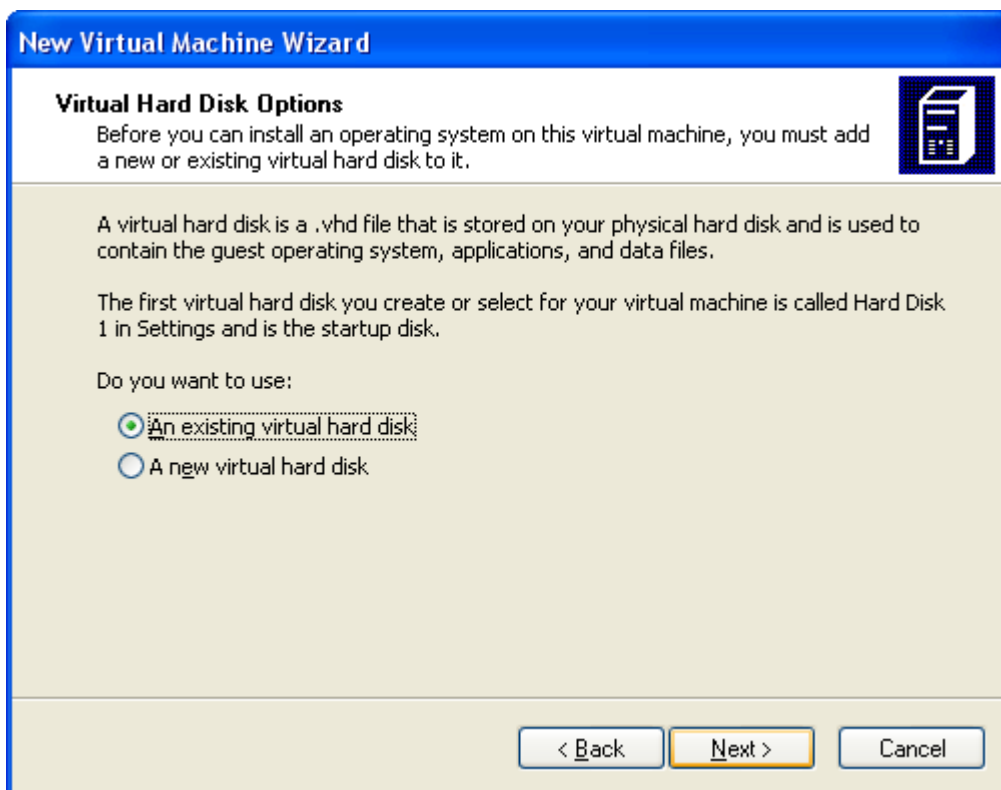 New Virtual Machine Wizard
Virtual Hard Disk Options
Before you can install an operating system on this virtual machine, you must add
a new or existing virtual hard disk to it.
A virtual hard disk is a .vhd file that is stored on your physical hard disk and is used to
contain the guest operating system, applications, and data files.
The first virtual hard disk you create or select for your virtual machine is called Hard Disk
1 in Settings and is the startup disk.
Do you want to use:
An existing virtual hard disk
A new virtual hard disk
< Back Next > Cancel